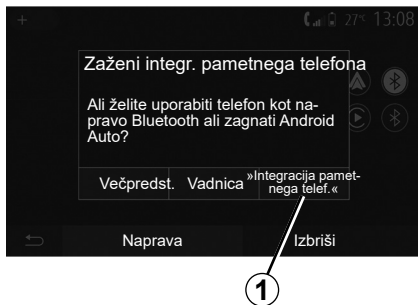 + 27°C 13:08
Zaženi integr. pametnega telefona
Ali želite uporabiti telefon kot na-
pravo Bluetooth ali zagnati Android
Auto?
Večpredst. Vadnica »Integracija pamet-
nega telef.«
Naprava Izbriši
1